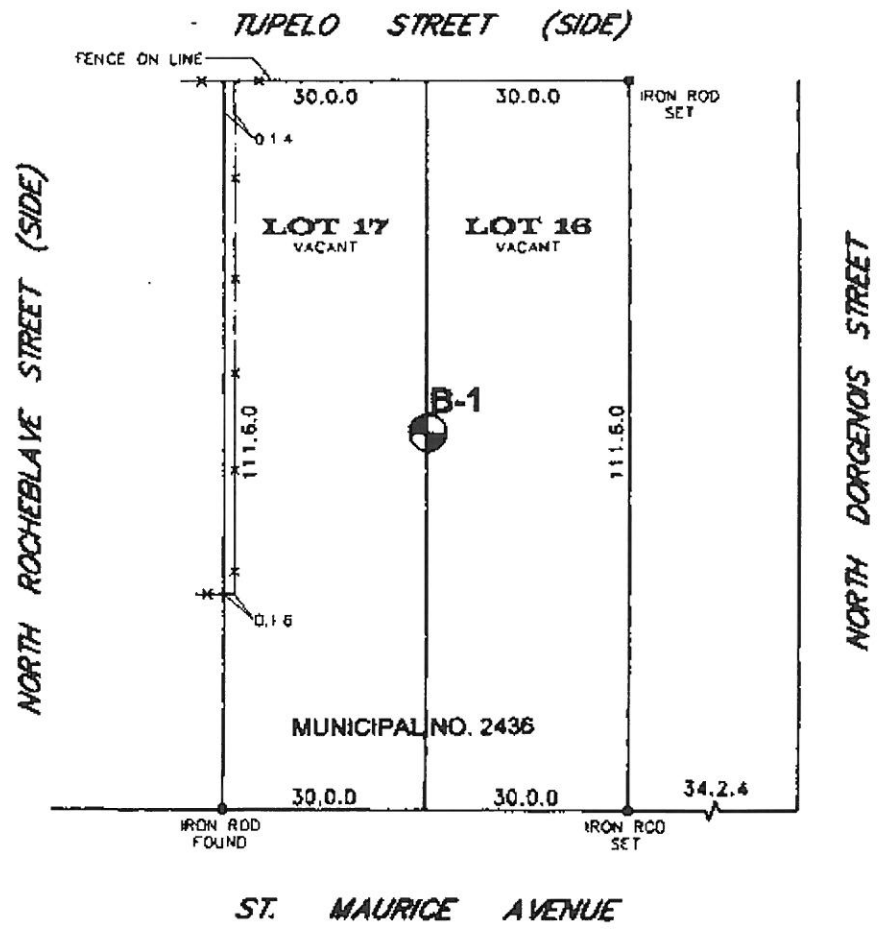 TUPELO STREET (SIDE)
FENCE ON LINE
30.0.0
30.0.0
IRON ROD
SET
0.1.4
NORTH ROCHEBLAVE STREET (SIDE)
LOT 17
VACANT
LOT 16
VACANT
NORTH DORGENOIS STREET
B-1
111.6.0
111.6.0
0.1.6
MUNICIPAL NO. 2436
30.0.0
30.0.0
34.2.4
IRON ROD
FOUND
IRON ROD
SET
ST. MAURICE AVENUE